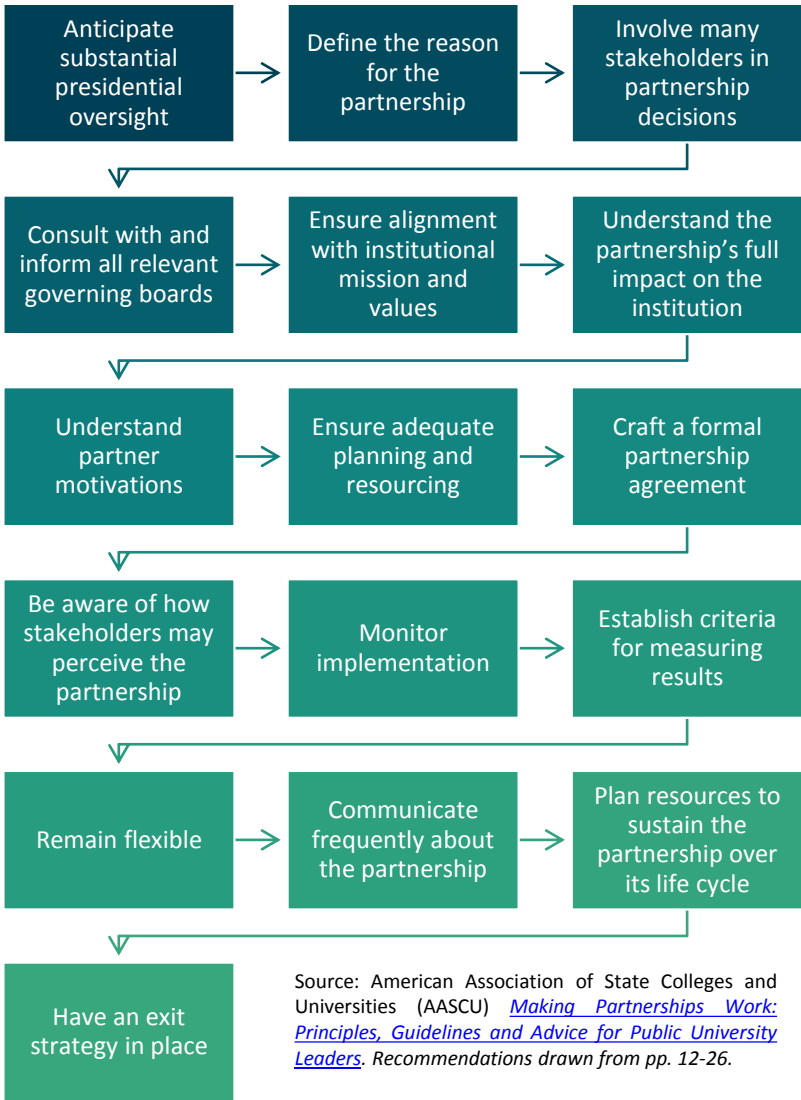 Anticipate
substantial
presidential
oversight
Define the reason
for the
partnership
Involve many
stakeholders in
partnership
decisions
Consult with and
inform all relevant
governing boards
Ensure alignment
with institutional
mission and
values
Understand the
partnership’s full
impact on the
institution
Understand
partner
motivations
Ensure adequate
planning and
resourcing
Craft a formal
partnership
agreement
Be aware of how
stakeholders may
perceive the
partnership
Monitor
implementation
Establish criteria
for measuring
results
Remain flexible
Communicate
frequently about
the partnership
Plan resources to
sustain the
partnership over
its life cycle
Have an exit
strategy in place
Source: American Association of State Colleges and
Universities (AASCU) Making Partnerships Work:
Principles, Guidelines and Advice for Public University
Leaders. Recommendations drawn from pp. 12-26.